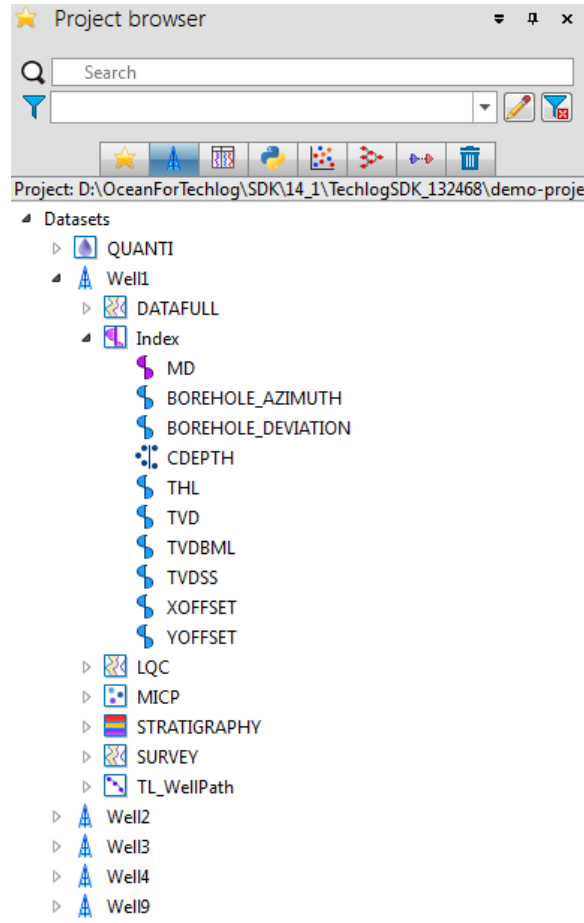 Project browser
Search
Project: D:\OceanForTechlog\SDK\14_1\TechlogSDK_132468\demo-proje
Datasets
QUANTI
Well1
DATAFULL
Index
MD
BOREHOLE_AZIMUTH
BOREHOLE_DEVIATION
CDEPTH
THL
TVD
TVDBML
TVDSS
XOFFSET
YOFFSET
LQC
MICP
STRATIGRAPHY
SURVEY
TL_WellPath
Well2
Well3
Well4
Well9